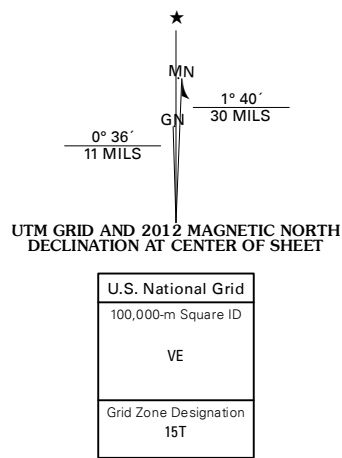 MN
1° 40´
30 MILS
GN
0° 36´
11 MILS
UTM GRID AND 2012 MAGNETIC NORTH
DECLINATION AT CENTER OF SHEET
U.S. National Grid
100,000-m Square ID
VE
Grid Zone Designation
15T